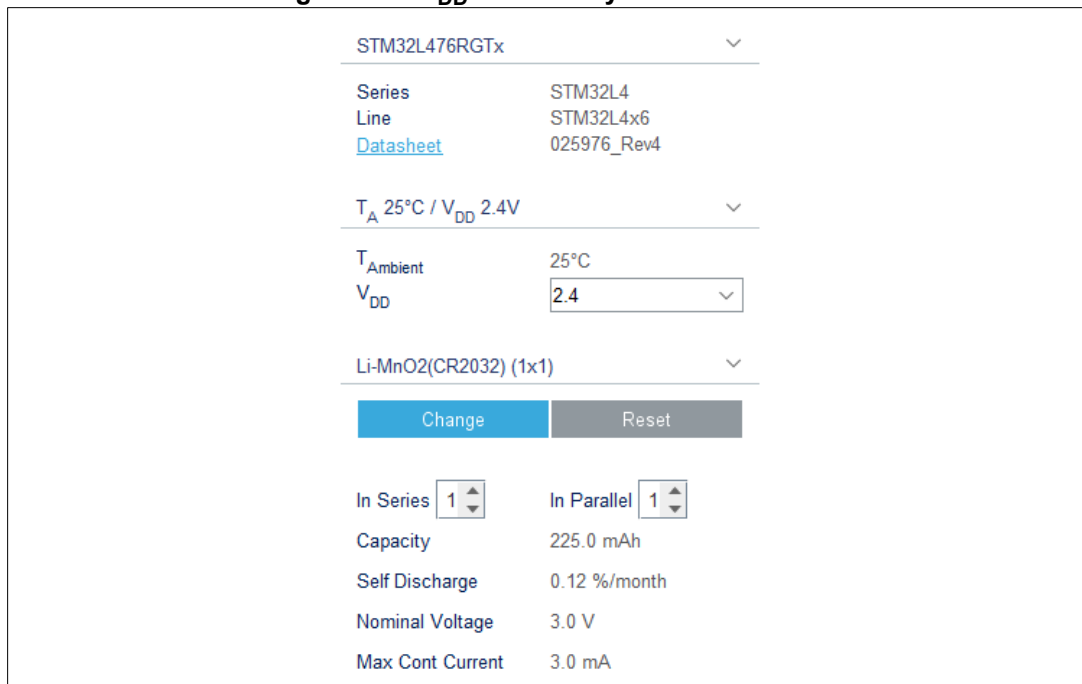 STM32L476RGTx
Series STM32L4
Line STM32L4x6
Datasheet 025976_Rev4
TA 25°C / VDD 2.4V
TAmbient 25°C
VDD 2.4
Li-MnO2(CR2032) (1x1)
Change Reset
In Series 1 In Parallel 1
Capacity 225.0 mAh
Self Discharge 0.12 %/month
Nominal Voltage 3.0 V
Max Cont Current 3.0 mA